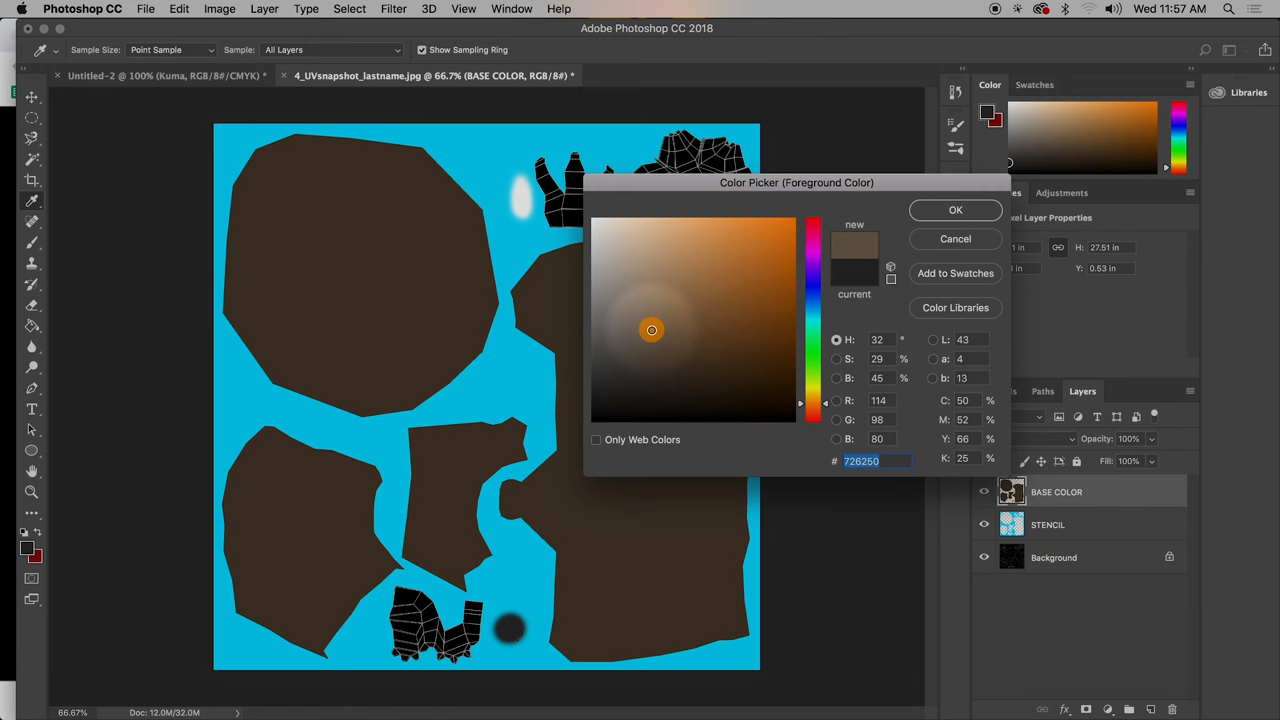 Photoshop CC File Edit Image Layer Type Select Filter 3D View Window Help Wed 11:57 AM
Adobe Photoshop CC 2018
Sample Size: Point Sample Sample: All Layers Show Sampling Ring
× Untitled-2 @ 100% (Kuma, RGB/8#/CMYK) * × 4_UVsnapshot_lastname.jpg @ 66.7% (BASE COLOR, RGB/8#) *
Color Swatches
Libraries
Color Picker (Foreground Color)
Adjustments
new
OK
Pixel Layer Properties
Cancel
H: 27.51 in
Y: 0.53 in
Add to Swatches
current
Color Libraries
H: 32 °
L: 43
S: 29 %
a: 4
B: 45 %
b: 13
Paths Layers
R: 114
C: 50 %
G: 98
M: 52 %
B: 80
Y: 66 %
Only Web Colors
Opacity: 100%
# 726250
K: 25 %
Fill: 100%
BASE COLOR
STENCIL
Background
66.67% Doc: 12.0M/32.0M
fx